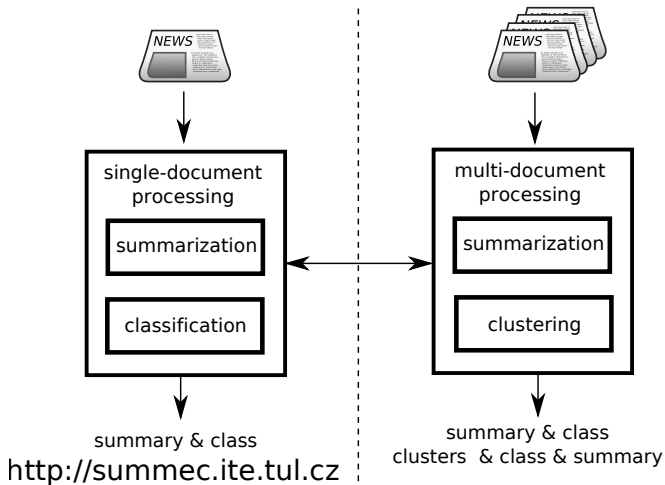 NEWS
single-document
processing
summarization
classification
summary & class
http://summec.ite.tul.cz
NEWS
multi-document
processing
summarization
clustering
summary & class
clusters & class & summary